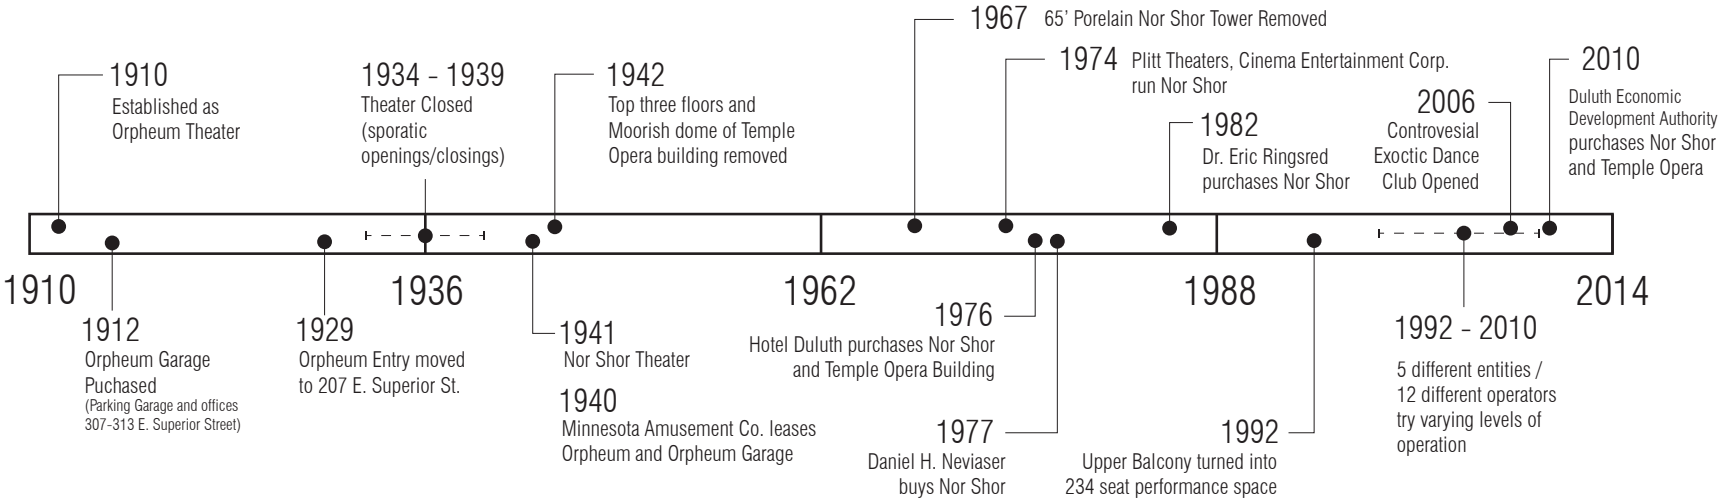 1910
Established as
Orpheum Theater
1934 - 1939
Theater Closed
(sporatic
openings/closings)
1942
Top three floors and
Moorish dome of Temple
Opera building removed
1967 65' Porelain Nor Shor Tower Removed
1974 Plitt Theaters, Cinema Entertainment Corp.
run Nor Shor
1982
Dr. Eric Ringsred
purchases Nor Shor
2006
Controvesial
Exoctic Dance
Club Opened
2010
Duluth Economic
Development Authority
purchases Nor Shor
and Temple Opera
1910 1936 1962 1988 2014
1912
Orpheum Garage
Puchased
(Parking Garage and offices
307-313 E. Superior Street)
1929
Orpheum Entry moved
to 207 E. Superior St.
1941
Nor Shor Theater
1940
Minnesota Amusement Co. leases
Orpheum and Orpheum Garage
1976
Hotel Duluth purchases Nor Shor
and Temple Opera Building
1977
Daniel H. Neviaser
buys Nor Shor
1992
Upper Balcony turned into
234 seat performance space
1992 - 2010
5 different entities /
12 different operators
try varying levels of
operation